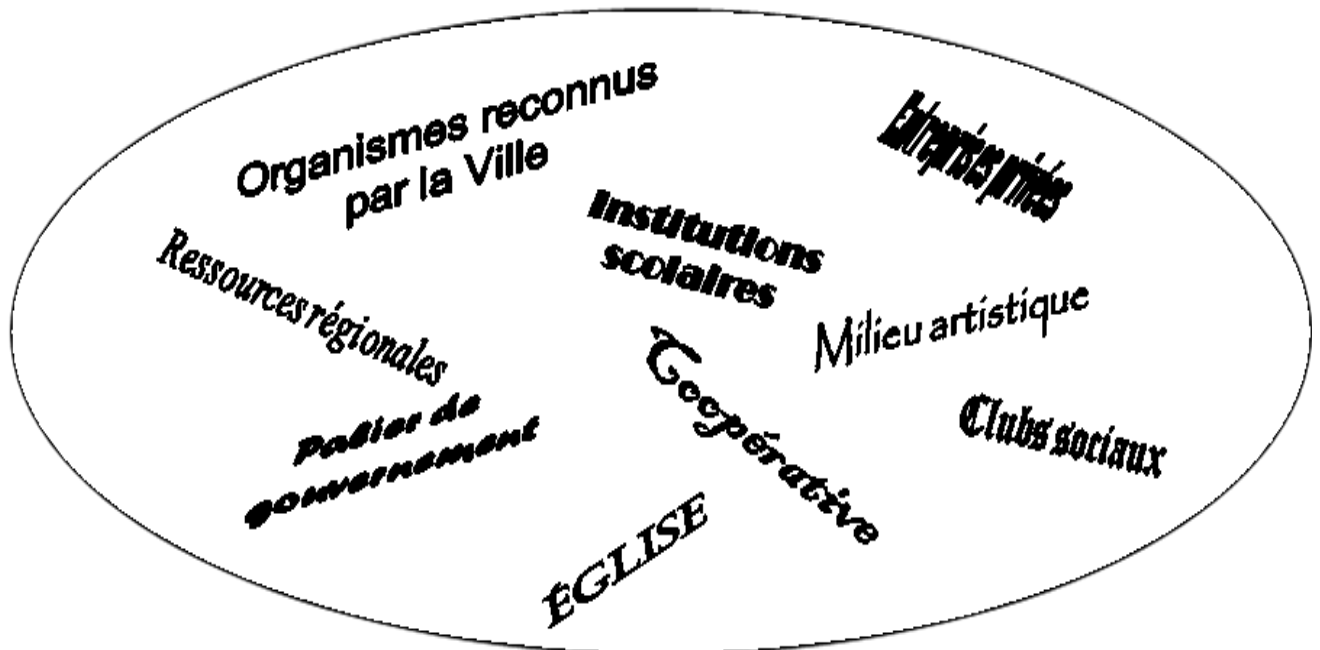 Organismes reconnus
par la Ville
Entreprises privées
Institutions
scolaires
Ressources régionales
Milieu artistique
Coopérative
Palier de
gouvernement
Clubs sociaux
ÉGLISE